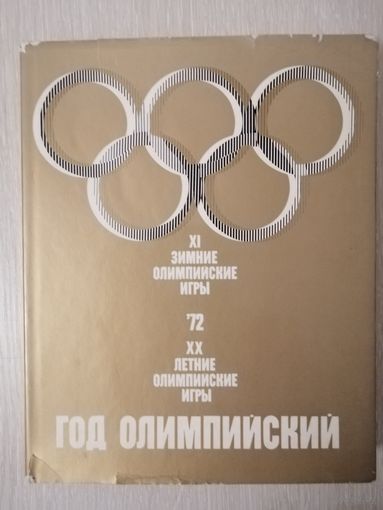 XI
ЗИМНИЕ
ОЛИМПИЙСКИЕ
ИГРЫ
'72
XX
ЛЕТНИЕ
ОЛИМПИЙСКИЕ
ИГРЫ
ГОД ОЛИМПИЙСКИЙ